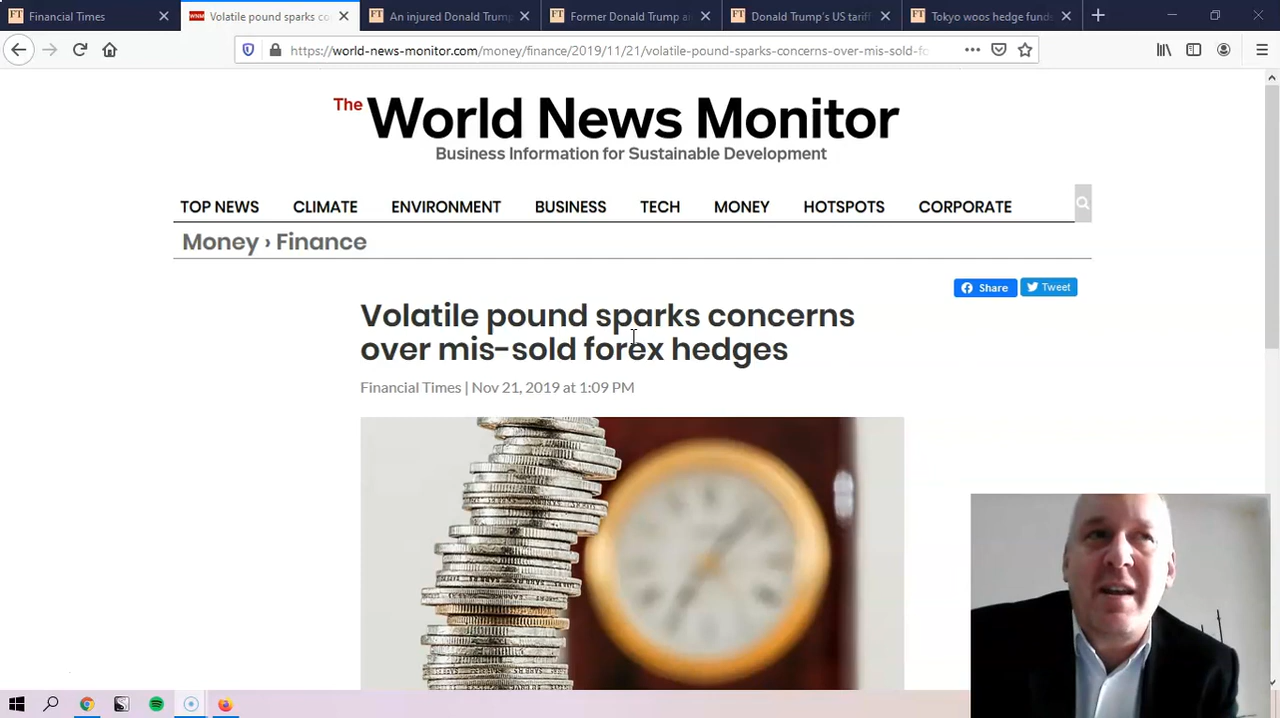 Financial Times
Volatile pound sparks co
An injured Donald Trump
Former Donald Trump a
Donald Trump's US tariff
Tokyo woos hedge funds
https://world-news-monitor.com/money/finance/2019/11/21/volatile-pound-sparks-concerns-over-mis-sold-fo
The World News Monitor
Business Information for Sustainable Development
TOP NEWS CLIMATE ENVIRONMENT BUSINESS TECH MONEY HOTSPOTS CORPORATE
Money › Finance
Share Tweet
Volatile pound sparks concerns
over mis-sold forex hedges
Financial Times | Nov 21, 2019 at 1:09 PM